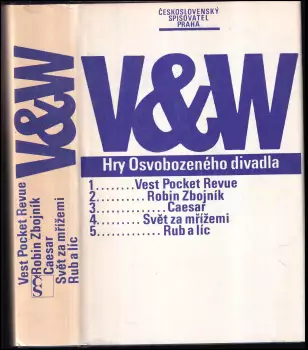 ČESKOSLOVENSKÝ
SPISOVATEL
PRAHA
V&W
Hry Osvobozeného divadla
1........Vest Pocket Revue
2..........Robin Zbojník
3.............Caesar
4.........Svět za mřížemi
5............Rub a líc
V&W
Vest Pocket Revue
Robin Zbojník
Caesar
Svět za mřížemi
Rub a líc